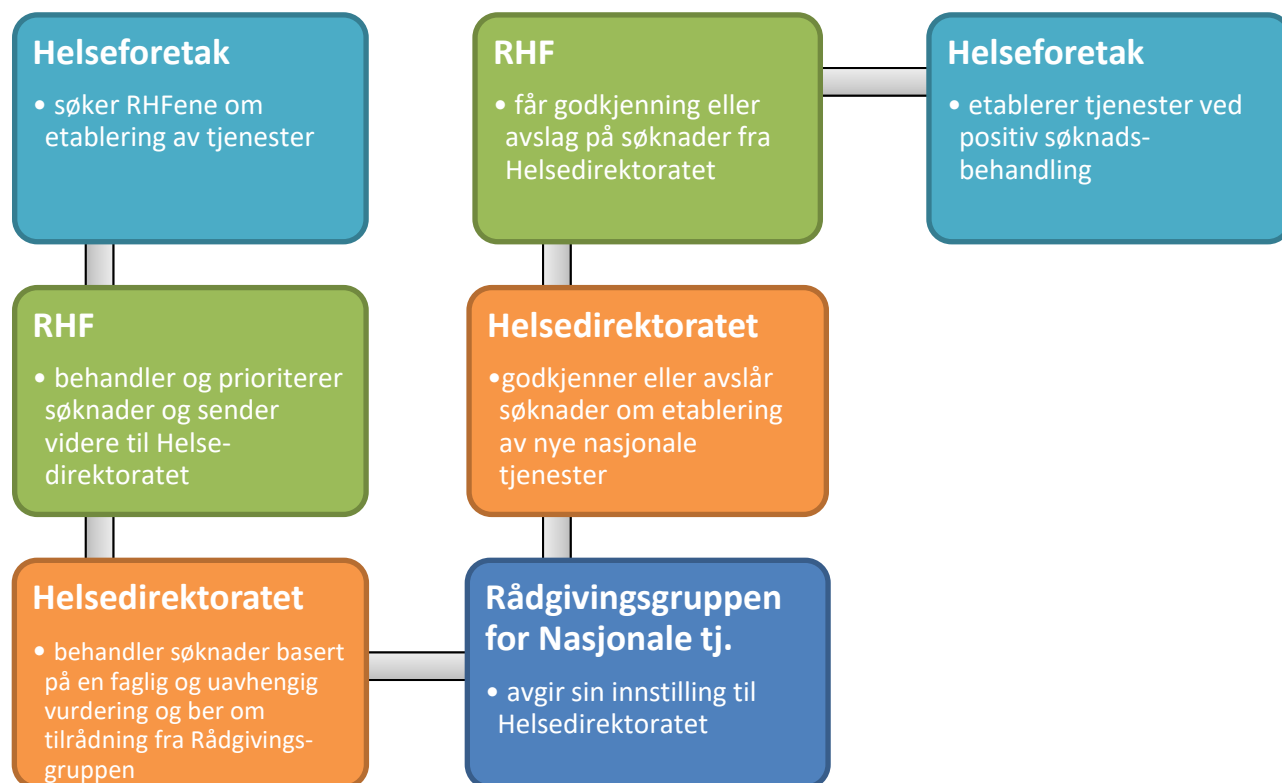 Helseforetak
• søker RHFene om
etablering av tjenester
RHF
• behandler og prioriterer
søknader og sender
videre til Helse-
direktoratet
Helsedirektoratet
• behandler søknader basert
på en faglig og uavhengig
vurdering og ber om
tilrådning fra Rådgivings-
gruppen
Rådgivingsgruppen
for Nasjonale tj.
• avgir sin innstilling til
Helsedirektoratet
Helsedirektoratet
•godkjenner eller avslår
søknader om etablering
av nye nasjonale
tjenester
RHF
• får godkjenning eller
avslag på søknader fra
Helsedirektoratet
Helseforetak
• etablerer tjenester ved
positiv søknads-
behandling